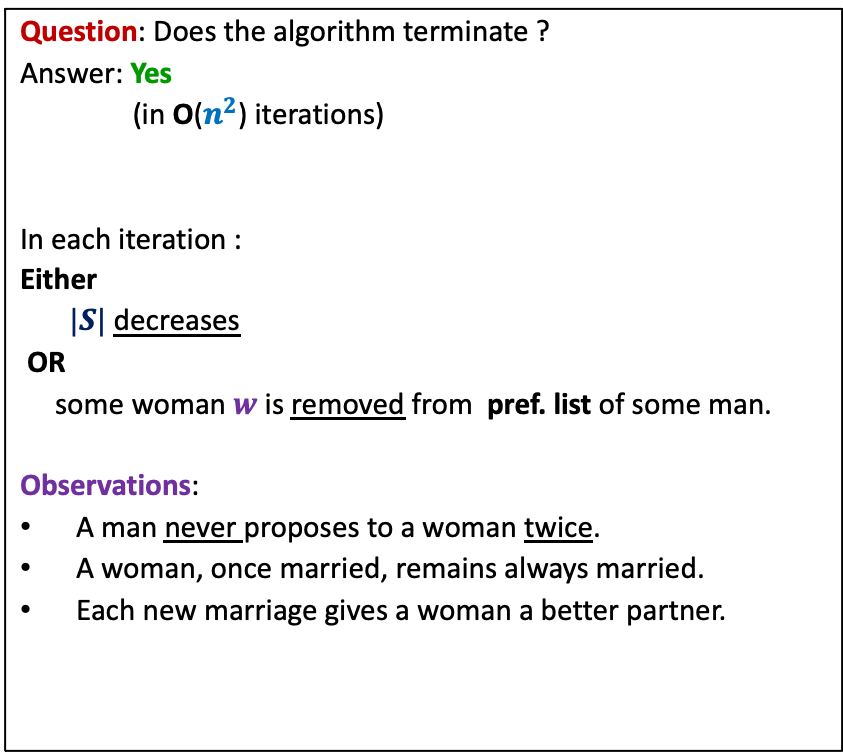 Question: Does the algorithm terminate ?
Answer: Yes
(in O(n²) iterations)
In each iteration :
Either
|S| decreases
OR
some woman w is removed from pref. list of some man.
Observations:
• A man never proposes to a woman twice.
• A woman, once married, remains always married.
• Each new marriage gives a woman a better partner.